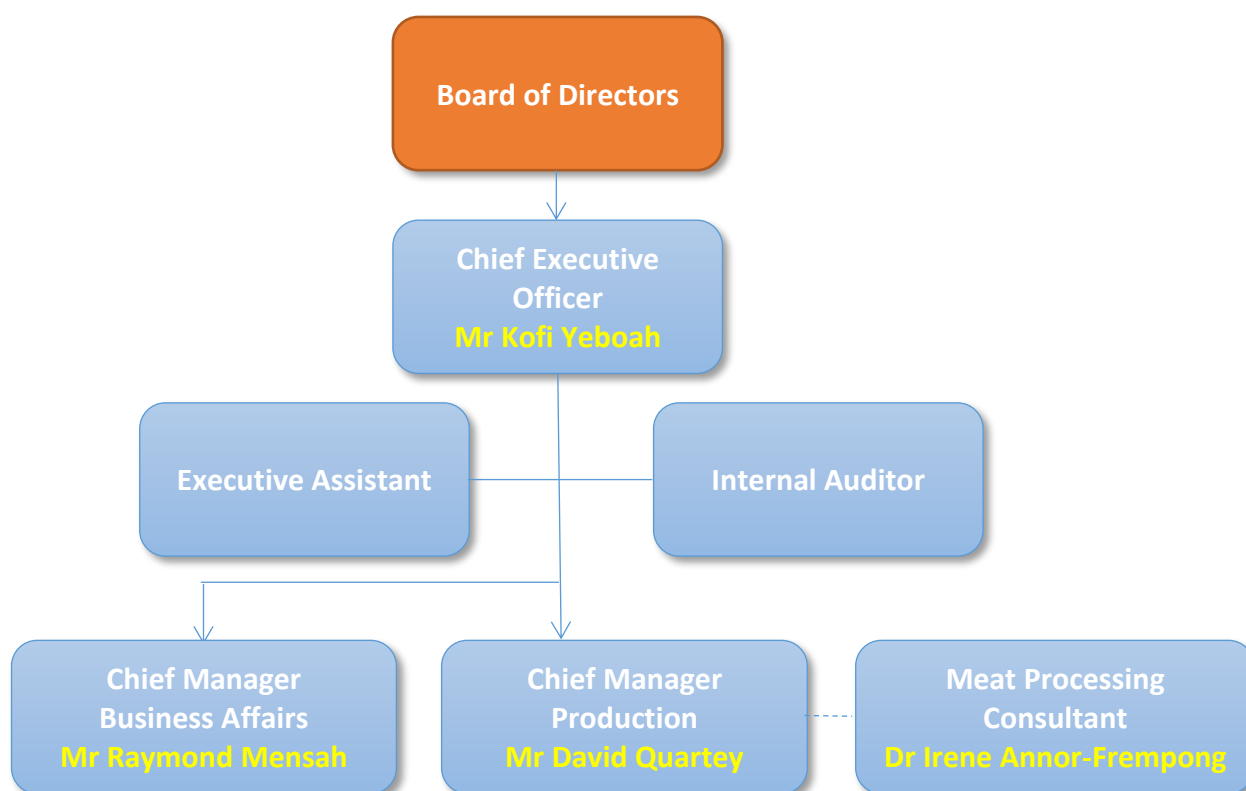 Board of Directors
Chief Executive
Officer
Mr Kofi Yeboah
Executive Assistant
Internal Auditor
Chief Manager
Business Affairs
Mr Raymond Mensah
Chief Manager
Production
Mr David Quartey
Meat Processing
Consultant
Dr Irene Annor-Frempong